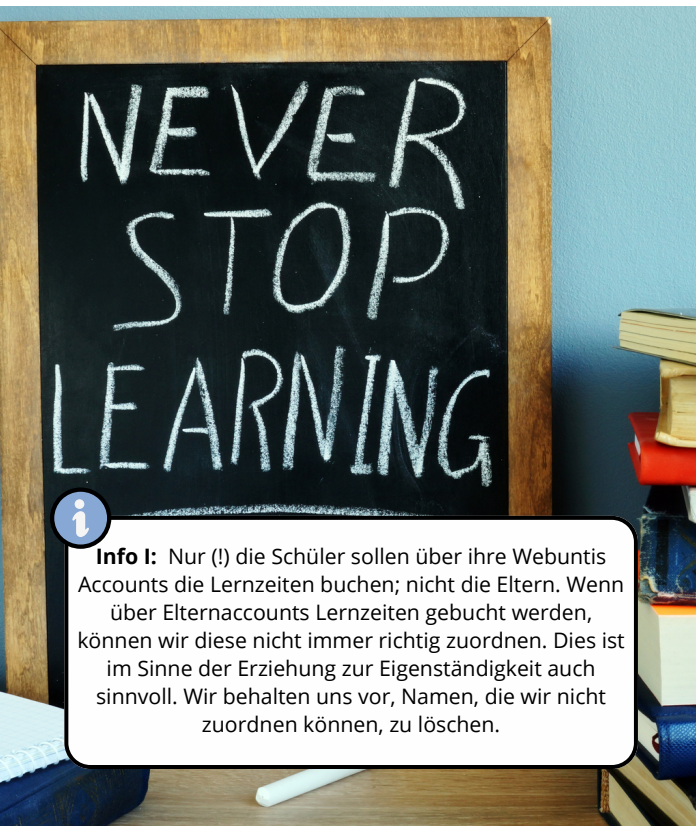 NEVER
STOP
LEARNING
i
Info I: Nur (!) die Schüler sollen über ihre Webuntis
Accounts die Lernzeiten buchen; nicht die Eltern. Wenn
über Elternaccounts Lernzeiten gebucht werden,
können wir diese nicht immer richtig zuordnen. Dies ist
im Sinne der Erziehung zur Eigenständigkeit auch
sinnvoll. Wir behalten uns vor, Namen, die wir nicht
zuordnen können, zu löschen.